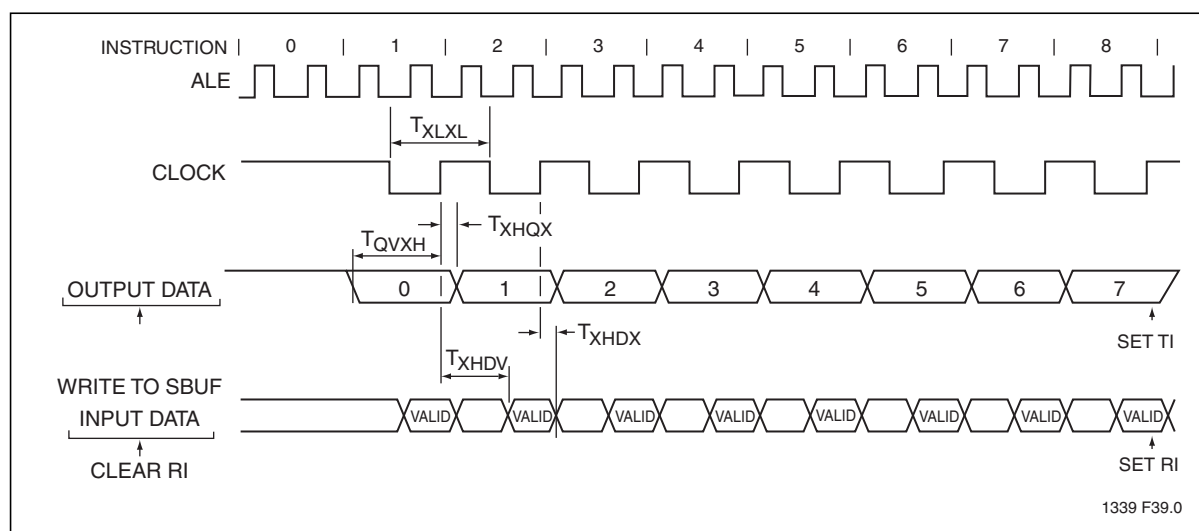 INSTRUCTION | 0 | 1 | 2 | 3 | 4 | 5 | 6 | 7 | 8 |
ALE
TXLXL
CLOCK
TXHQX
TQVXH
OUTPUT DATA 0 1 2 3 4 5 6 7
TXHDX
SET TI
TXHDV
WRITE TO SBUF
INPUT DATA VALID VALID VALID VALID VALID VALID VALID VALID
CLEAR RI
SET RI
1339 F39.0